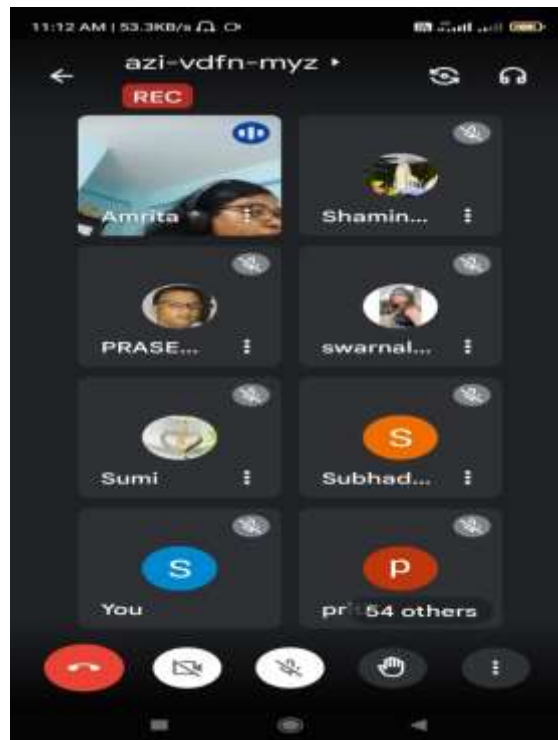 11:12 AM | 53.3KB/s
azi-vdfn-myz
REC
Amrita
Shamin...
PRASE...
swarnal...
Sumi
S
Subhad...
S
You
p
54 others